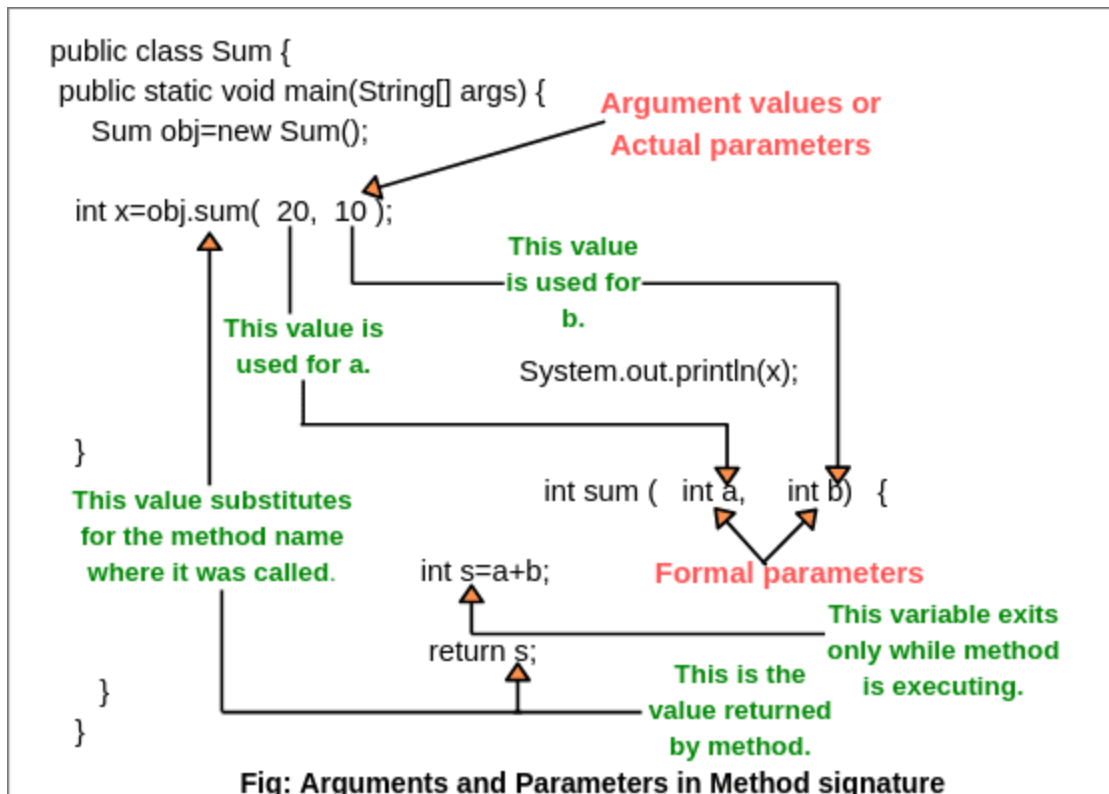 public class Sum {
public static void main(String[] args) {
Sum obj=new Sum();
Argument values or
Actual parameters
int x=obj.sum( 20, 10 );
This value
is used for
b.
This value is
used for a.
System.out.println(x);
}
int sum ( int a, int b) {
This value substitutes
for the method name
where it was called.
Formal parameters
int s=a+b;
This variable exits
only while method
is executing.
return s;
This is the
value returned
by method.
}
}
Fig: Arguments and Parameters in Method signature